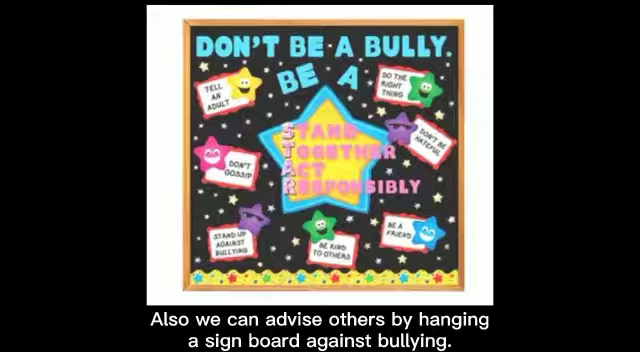 DON'T BE A BULLY.
BE A
TELL
AN
ADULT
DO THE
RIGHT
THING
STAND
TOGETHER
ACT
RESPONSIBLY
DON'T BE
HATEFUL
DON'T
GOSSIP
STAND UP
AGAINST
BULLYING
BE KIND
TO OTHERS
BE A
FRIEND
Also we can advise others by hanging
a sign board against bullying.